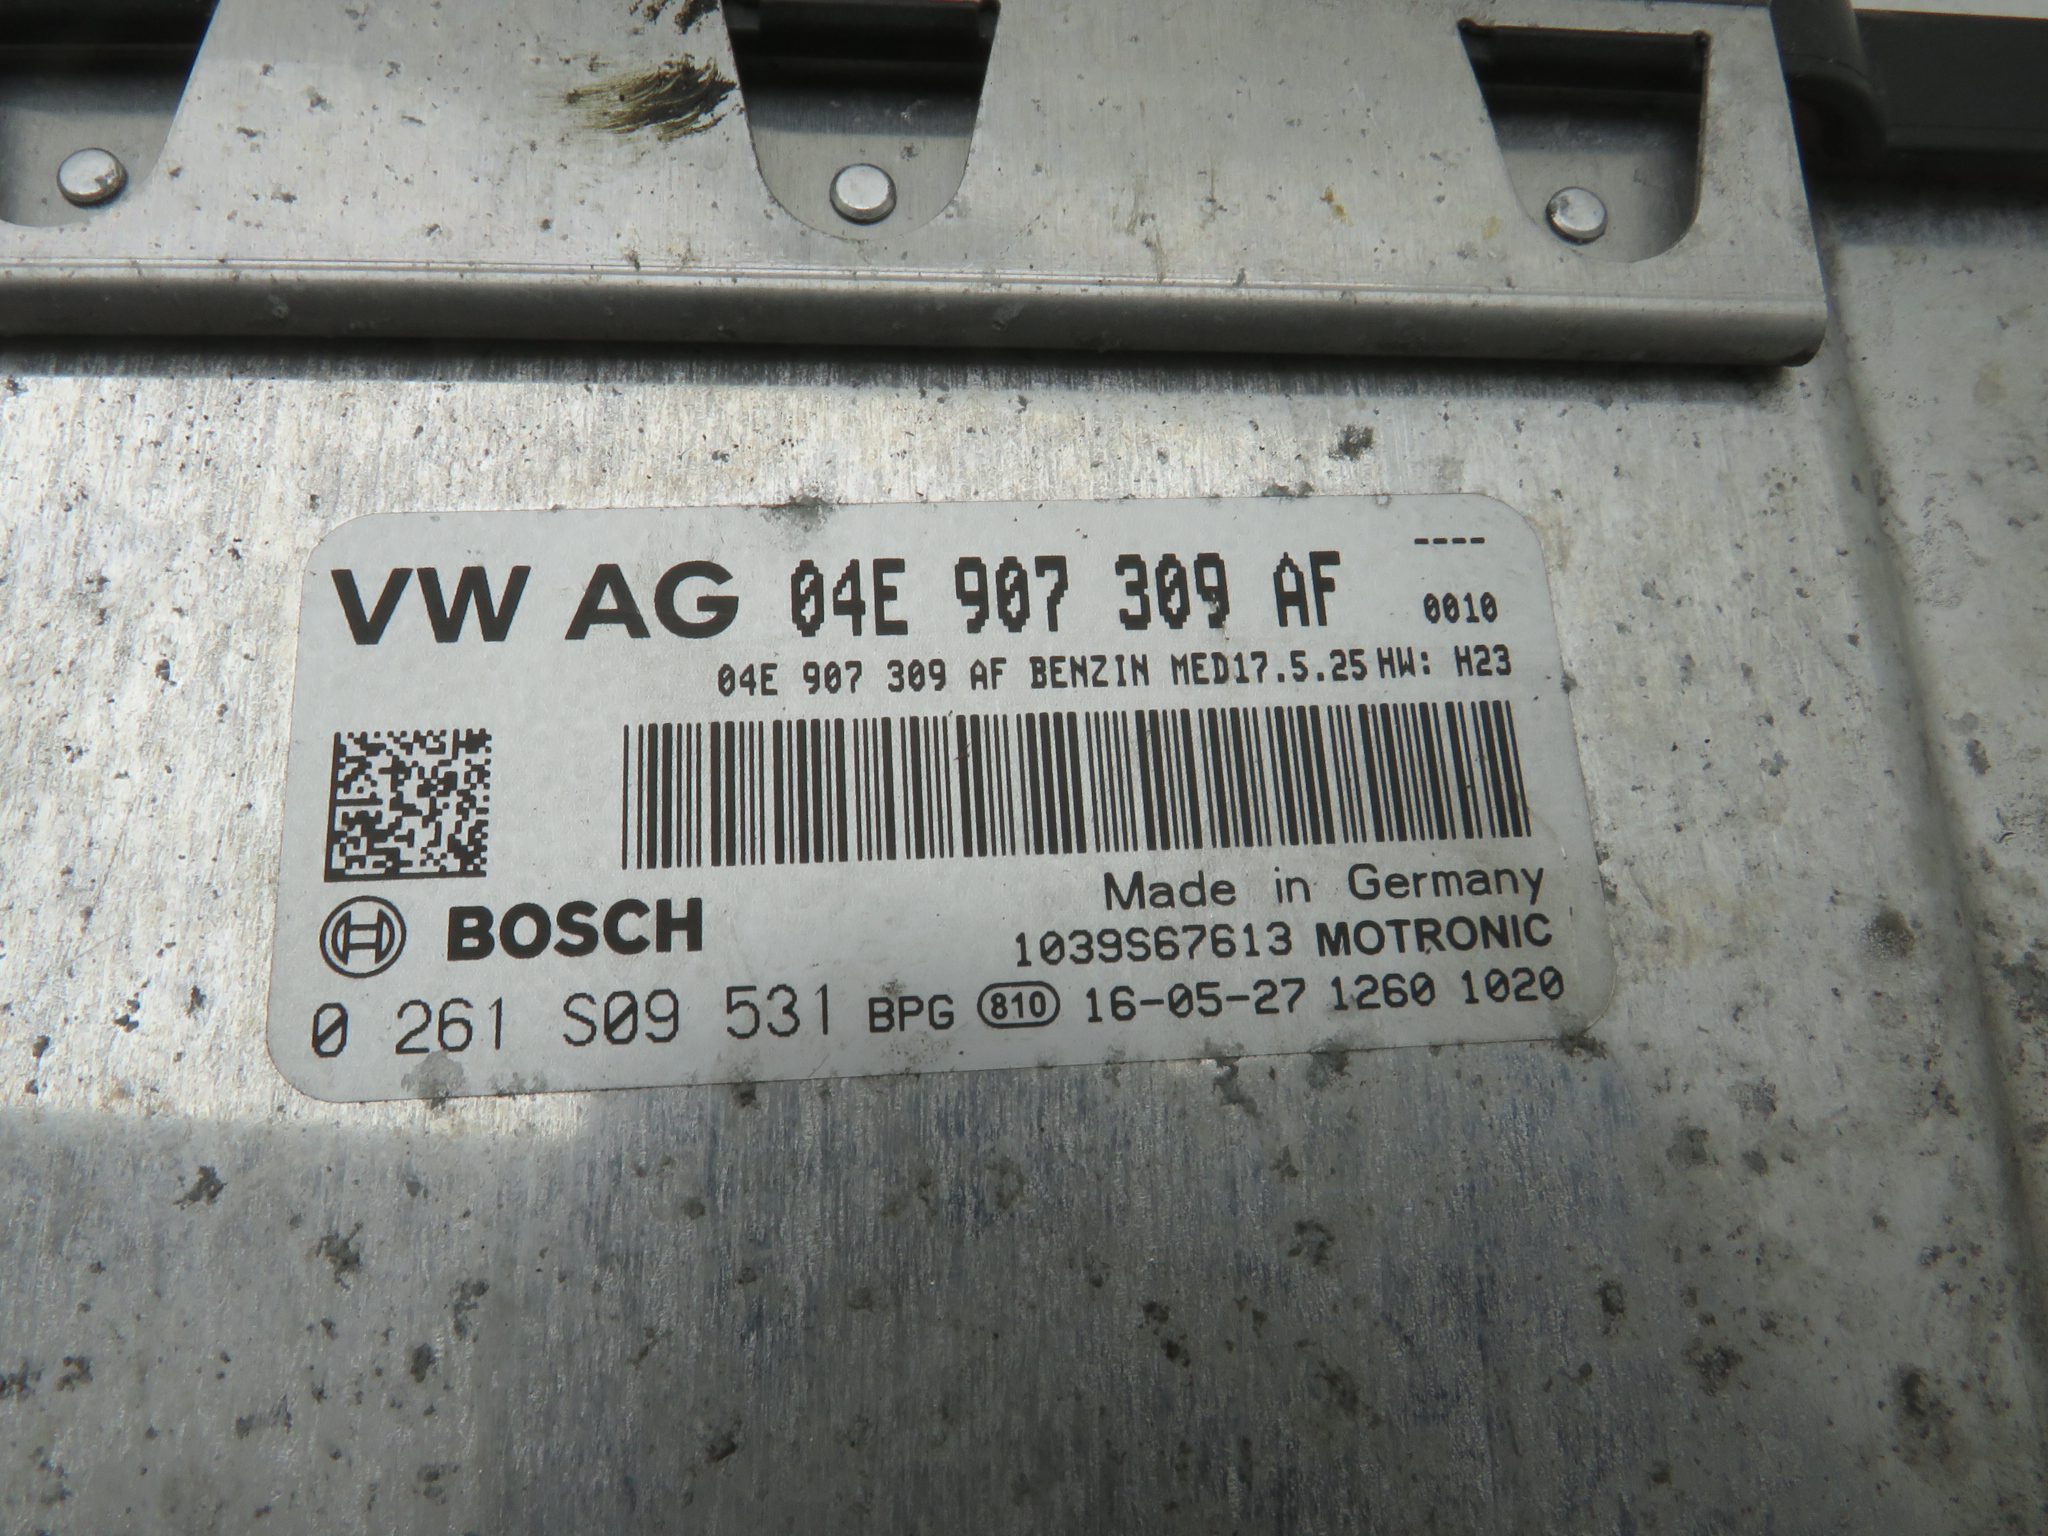 VW AG 04E 907 309 AF ----
0010
04E 907 309 AF BENZIN MED17.5.25 HW: H23
Made in Germany
BOSCH 1039S67613 MOTRONIC
0 261 S09 531 BPG 810 16-05-27 1260 1020